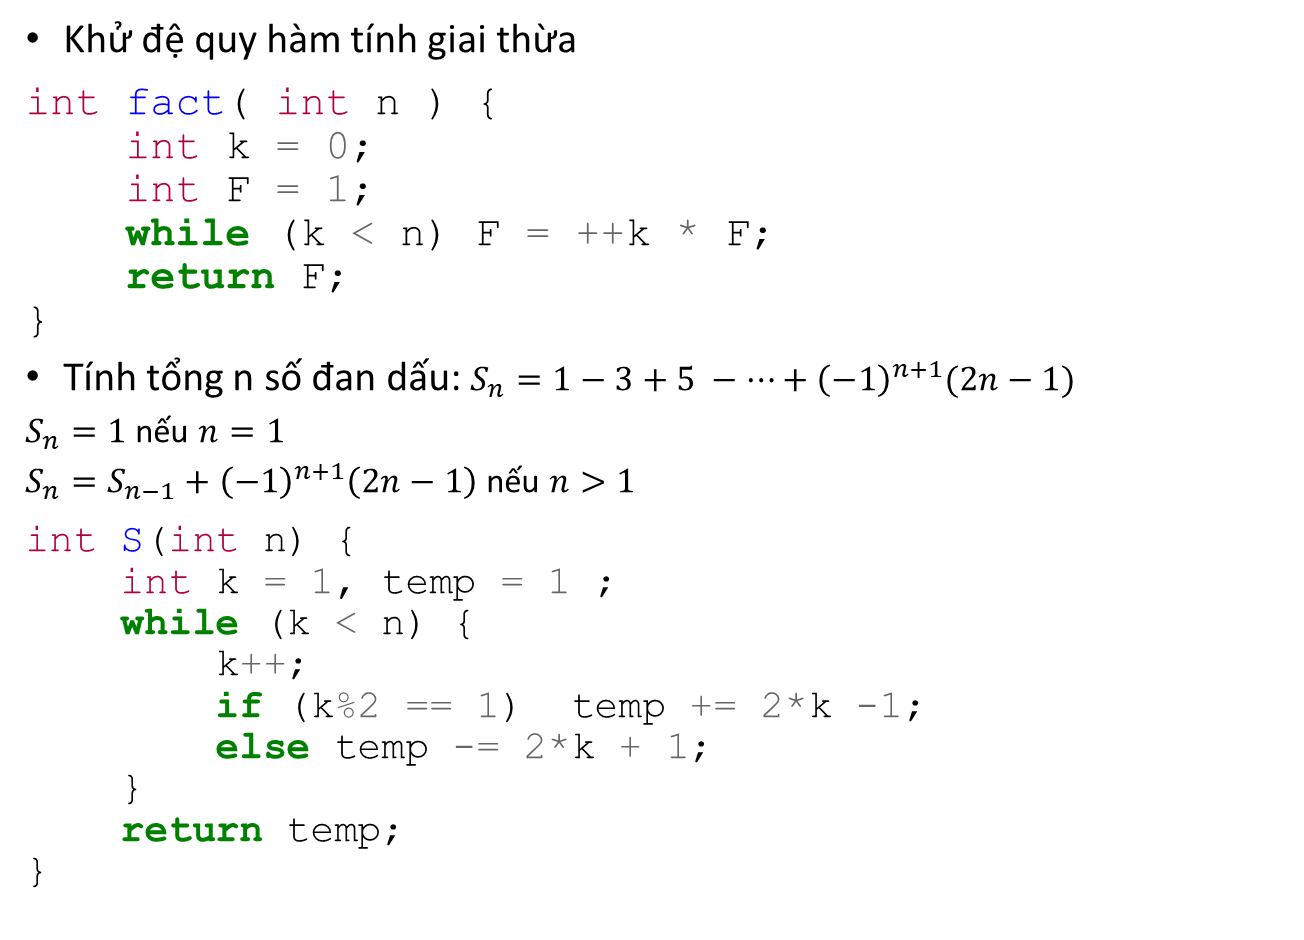 • Khử đệ quy hàm tính giai thừa
int fact( int n ) {
int k = 0;
int F = 1;
while (k < n) F = ++k * F;
return F;
}
• Tính tổng n số đan dấu: Sₙ = 1 − 3 + 5 − ⋯ + (−1)ⁿ⁺¹(2n − 1)
Sₙ = 1 nếu n = 1
Sₙ = Sₙ₋₁ + (−1)ⁿ⁺¹(2n − 1) nếu n > 1
int S(int n) {
int k = 1, temp = 1 ;
while (k < n) {
k++;
if (k%2 == 1) temp += 2*k -1;
else temp -= 2*k + 1;
}
return temp;
}